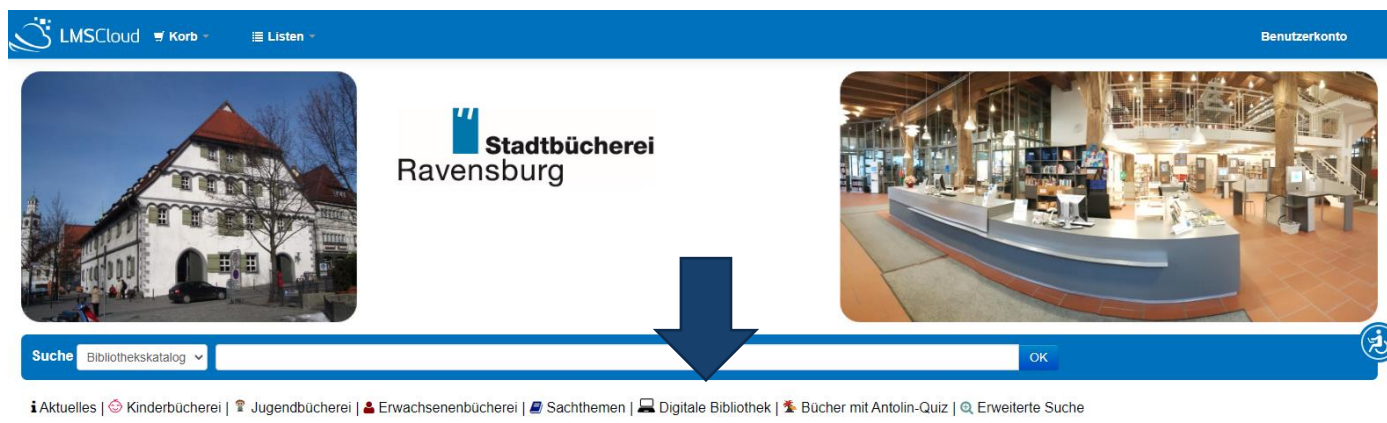 LMSCloud Korb Listen Benutzerkonto
Stadtbücherei
Ravensburg
Suche Bibliothekskatalog OK
Aktuelles | Kinderbücherei | Jugendbücherei | Erwachsenenbücherei | Sachthemen | Digitale Bibliothek | Bücher mit Antolin-Quiz | Erweiterte Suche